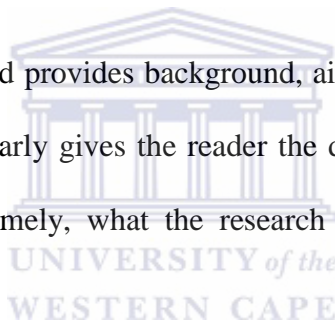 d provides background, ai
arly gives the reader the
mely, what the research
UNIVERSITY of the
WESTERN CAPE